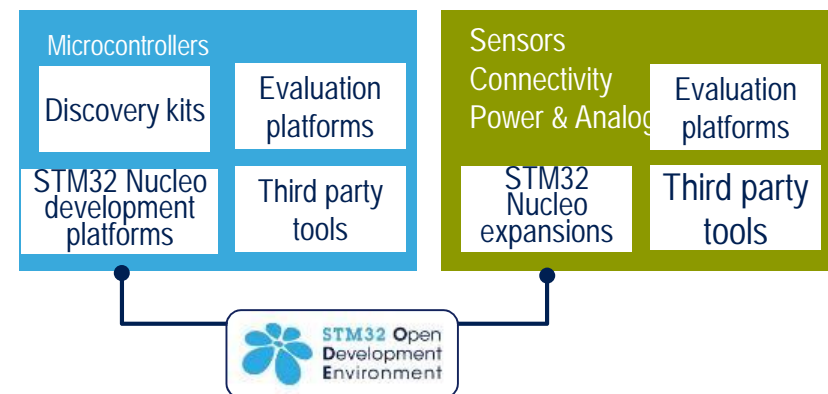 Microcontrollers
Discovery kits
Evaluation
platforms
STM32 Nucleo
development
platforms
Third party
tools
Sensors
Connectivity
Power & Analog
Evaluation
platforms
STM32
Nucleo
expansions
Third party
tools
STM32 Open
Development
Environment